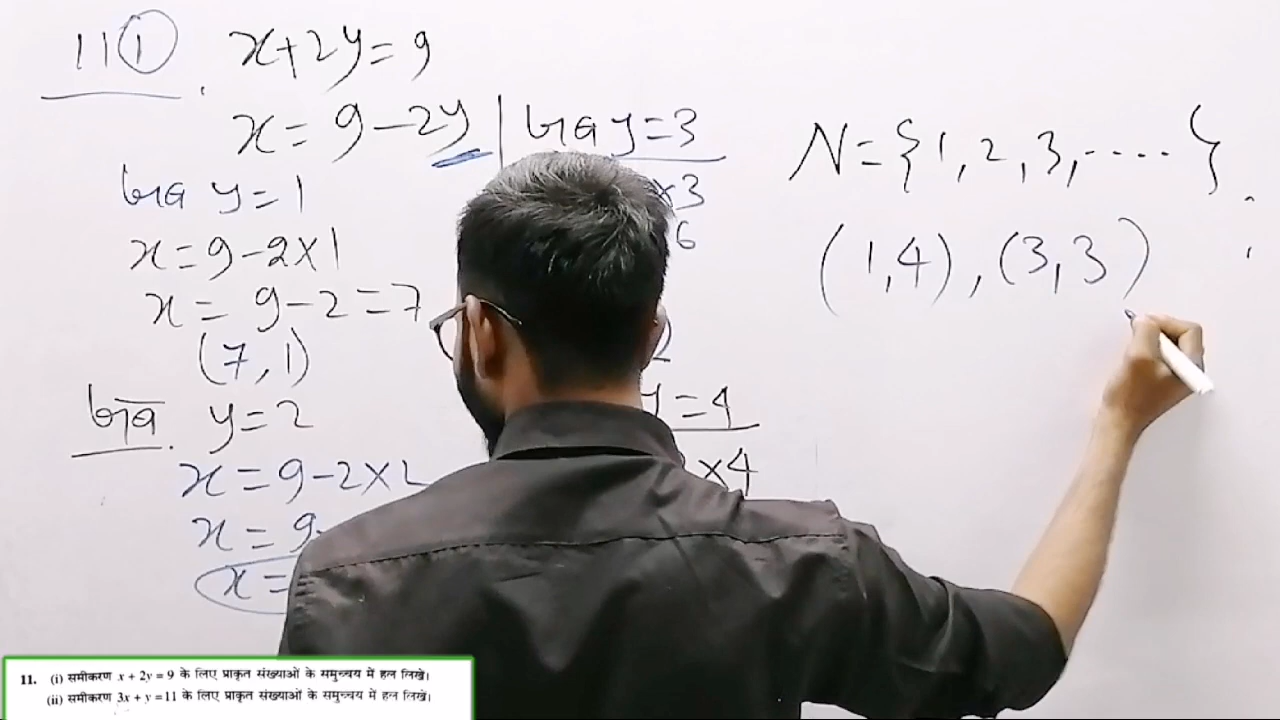 11 (i) x+2y=9
x= 9-2y
जब y=1
x=9-2×1
x= 9-2=7
(7,1)
जब y=2
x=9-2×2
x=9-
x=
जब y=3
×3
6
2
y=4
×4
N={1,2,3,.....}
(1,4),(3,3)
11. (i) समीकरण x + 2y = 9 के लिए प्राकृत संख्याओं के समुच्चय में हल लिखें।
(ii) समीकरण 3x + y = 11 के लिए प्राकृत संख्याओं के समुच्चय में हल लिखें।